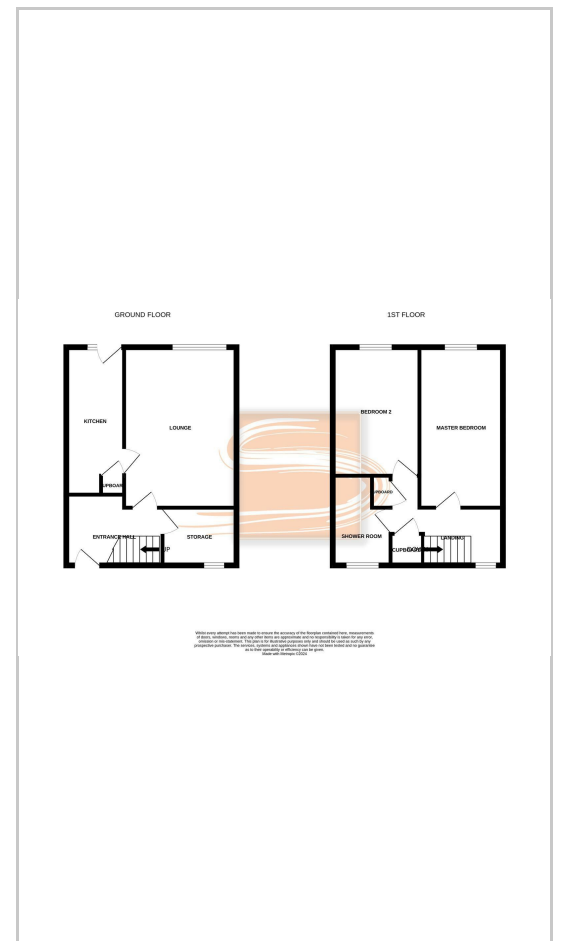 GROUND FLOOR
1ST FLOOR
KITCHEN
LOUNGE
ENTRANCE HALL
STORAGE
BEDROOM 2
MASTER BEDROOM
SHOWER ROOM
LANDING
Whilst every attempt has been made to ensure the accuracy of the floorplan contained here, measurements
of doors, windows, rooms and any other items are approximate and no responsibility is taken for any error,
omission or mis-statement. This plan is for illustrative purposes only and should be used as such by any
prospective purchaser. The services, systems and appliances shown have not been tested and no guarantee
as to their operability or efficiency can be given.
Made with Metropix ©2024